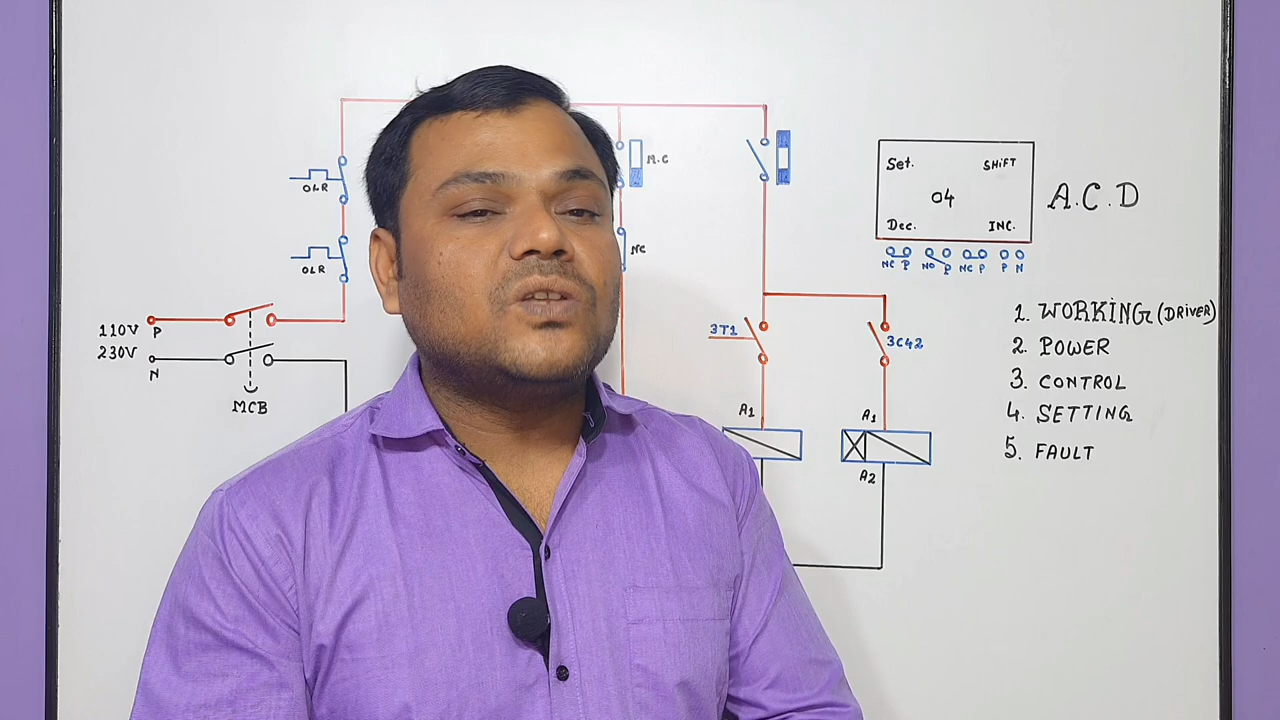 OLR
OLR
110V P
230V
N
MCB
M.C
NC
3T1
3C42
A1
A1
A2
Set. SHiFT
04
Dec. INC.
NC P NO P NC P P N
A.C.D
1. WORKING (DRIVER)
2. POWER
3. CONTROL
4. SETTING
5. FAULT